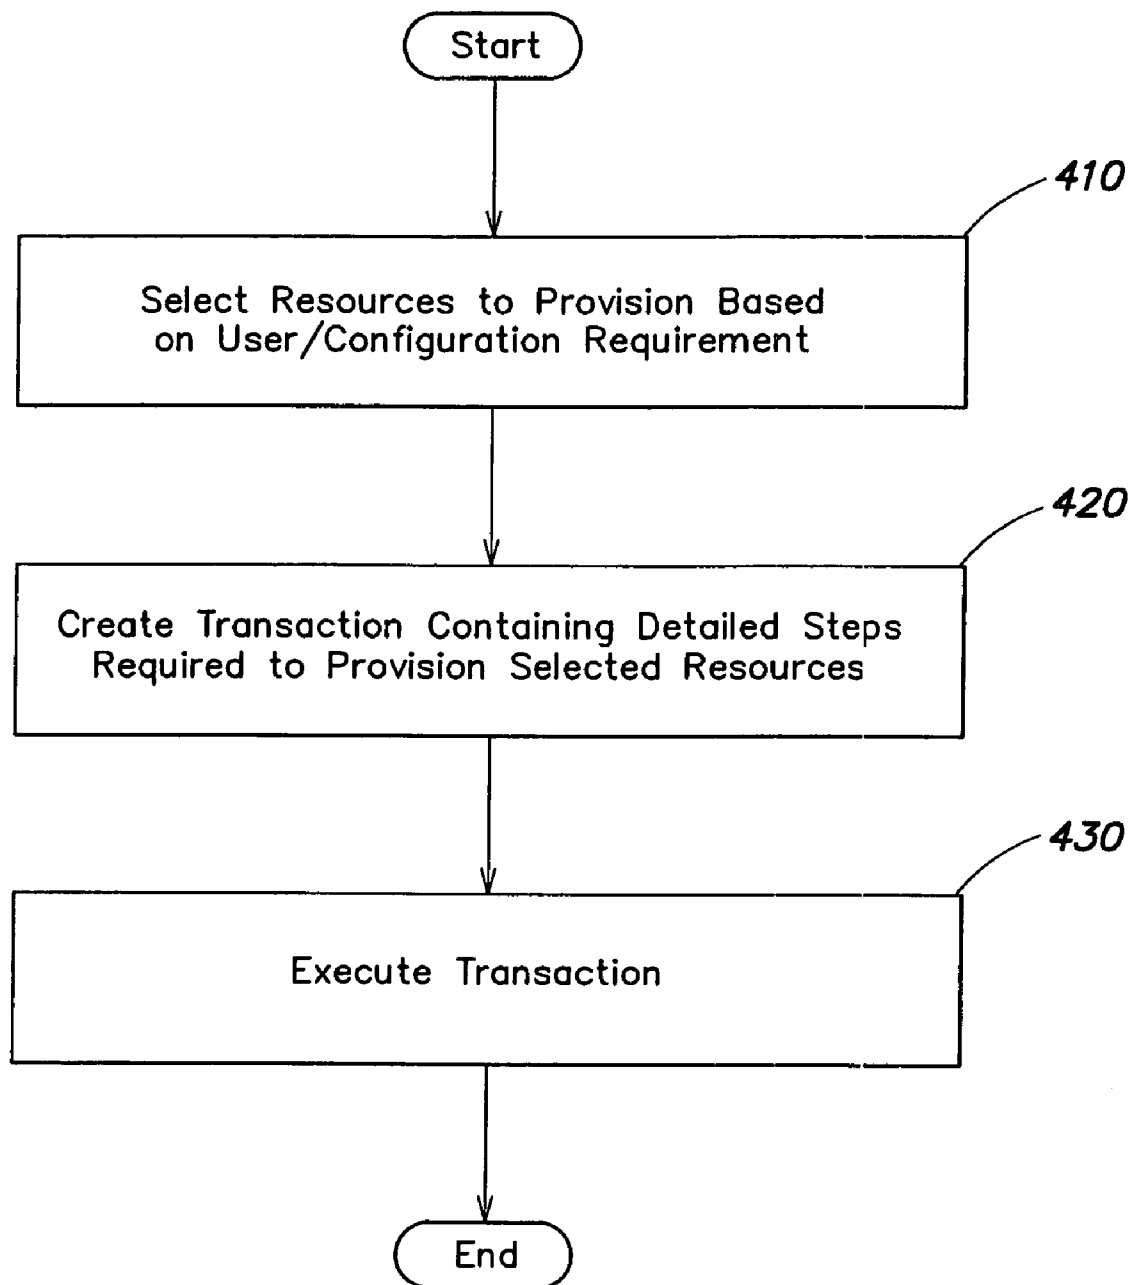 Start
410
Select Resources to Provision Based
on User/Configuration Requirement
420
Create Transaction Containing Detailed Steps
Required to Provision Selected Resources
430
Execute Transaction
End